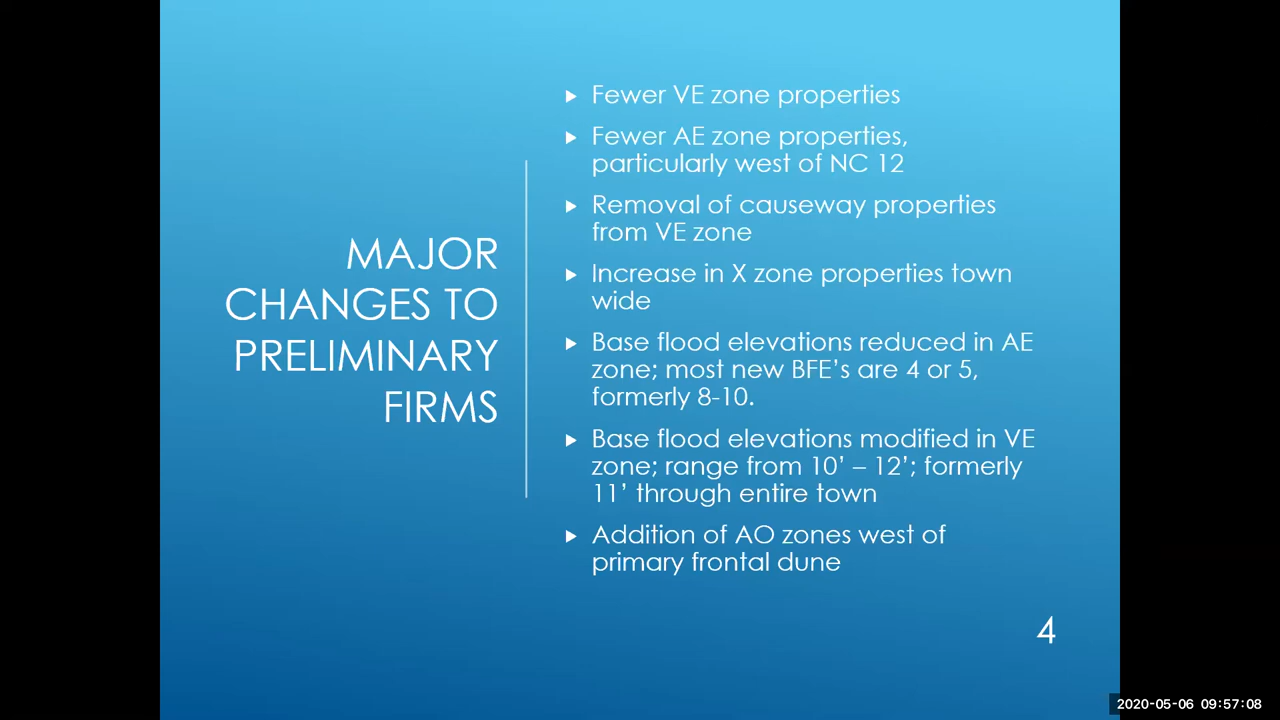 MAJOR
CHANGES TO
PRELIMINARY
FIRMS
Fewer VE zone properties
Fewer AE zone properties,
particularly west of NC 12
Removal of causeway properties
from VE zone
Increase in X zone properties town
wide
Base flood elevations reduced in AE
zone; most new BFE’s are 4 or 5,
formerly 8-10.
Base flood elevations modified in VE
zone; range from 10’ – 12’; formerly
11’ through entire town
Addition of AO zones west of
primary frontal dune
4
2020-05-06 09:57:08